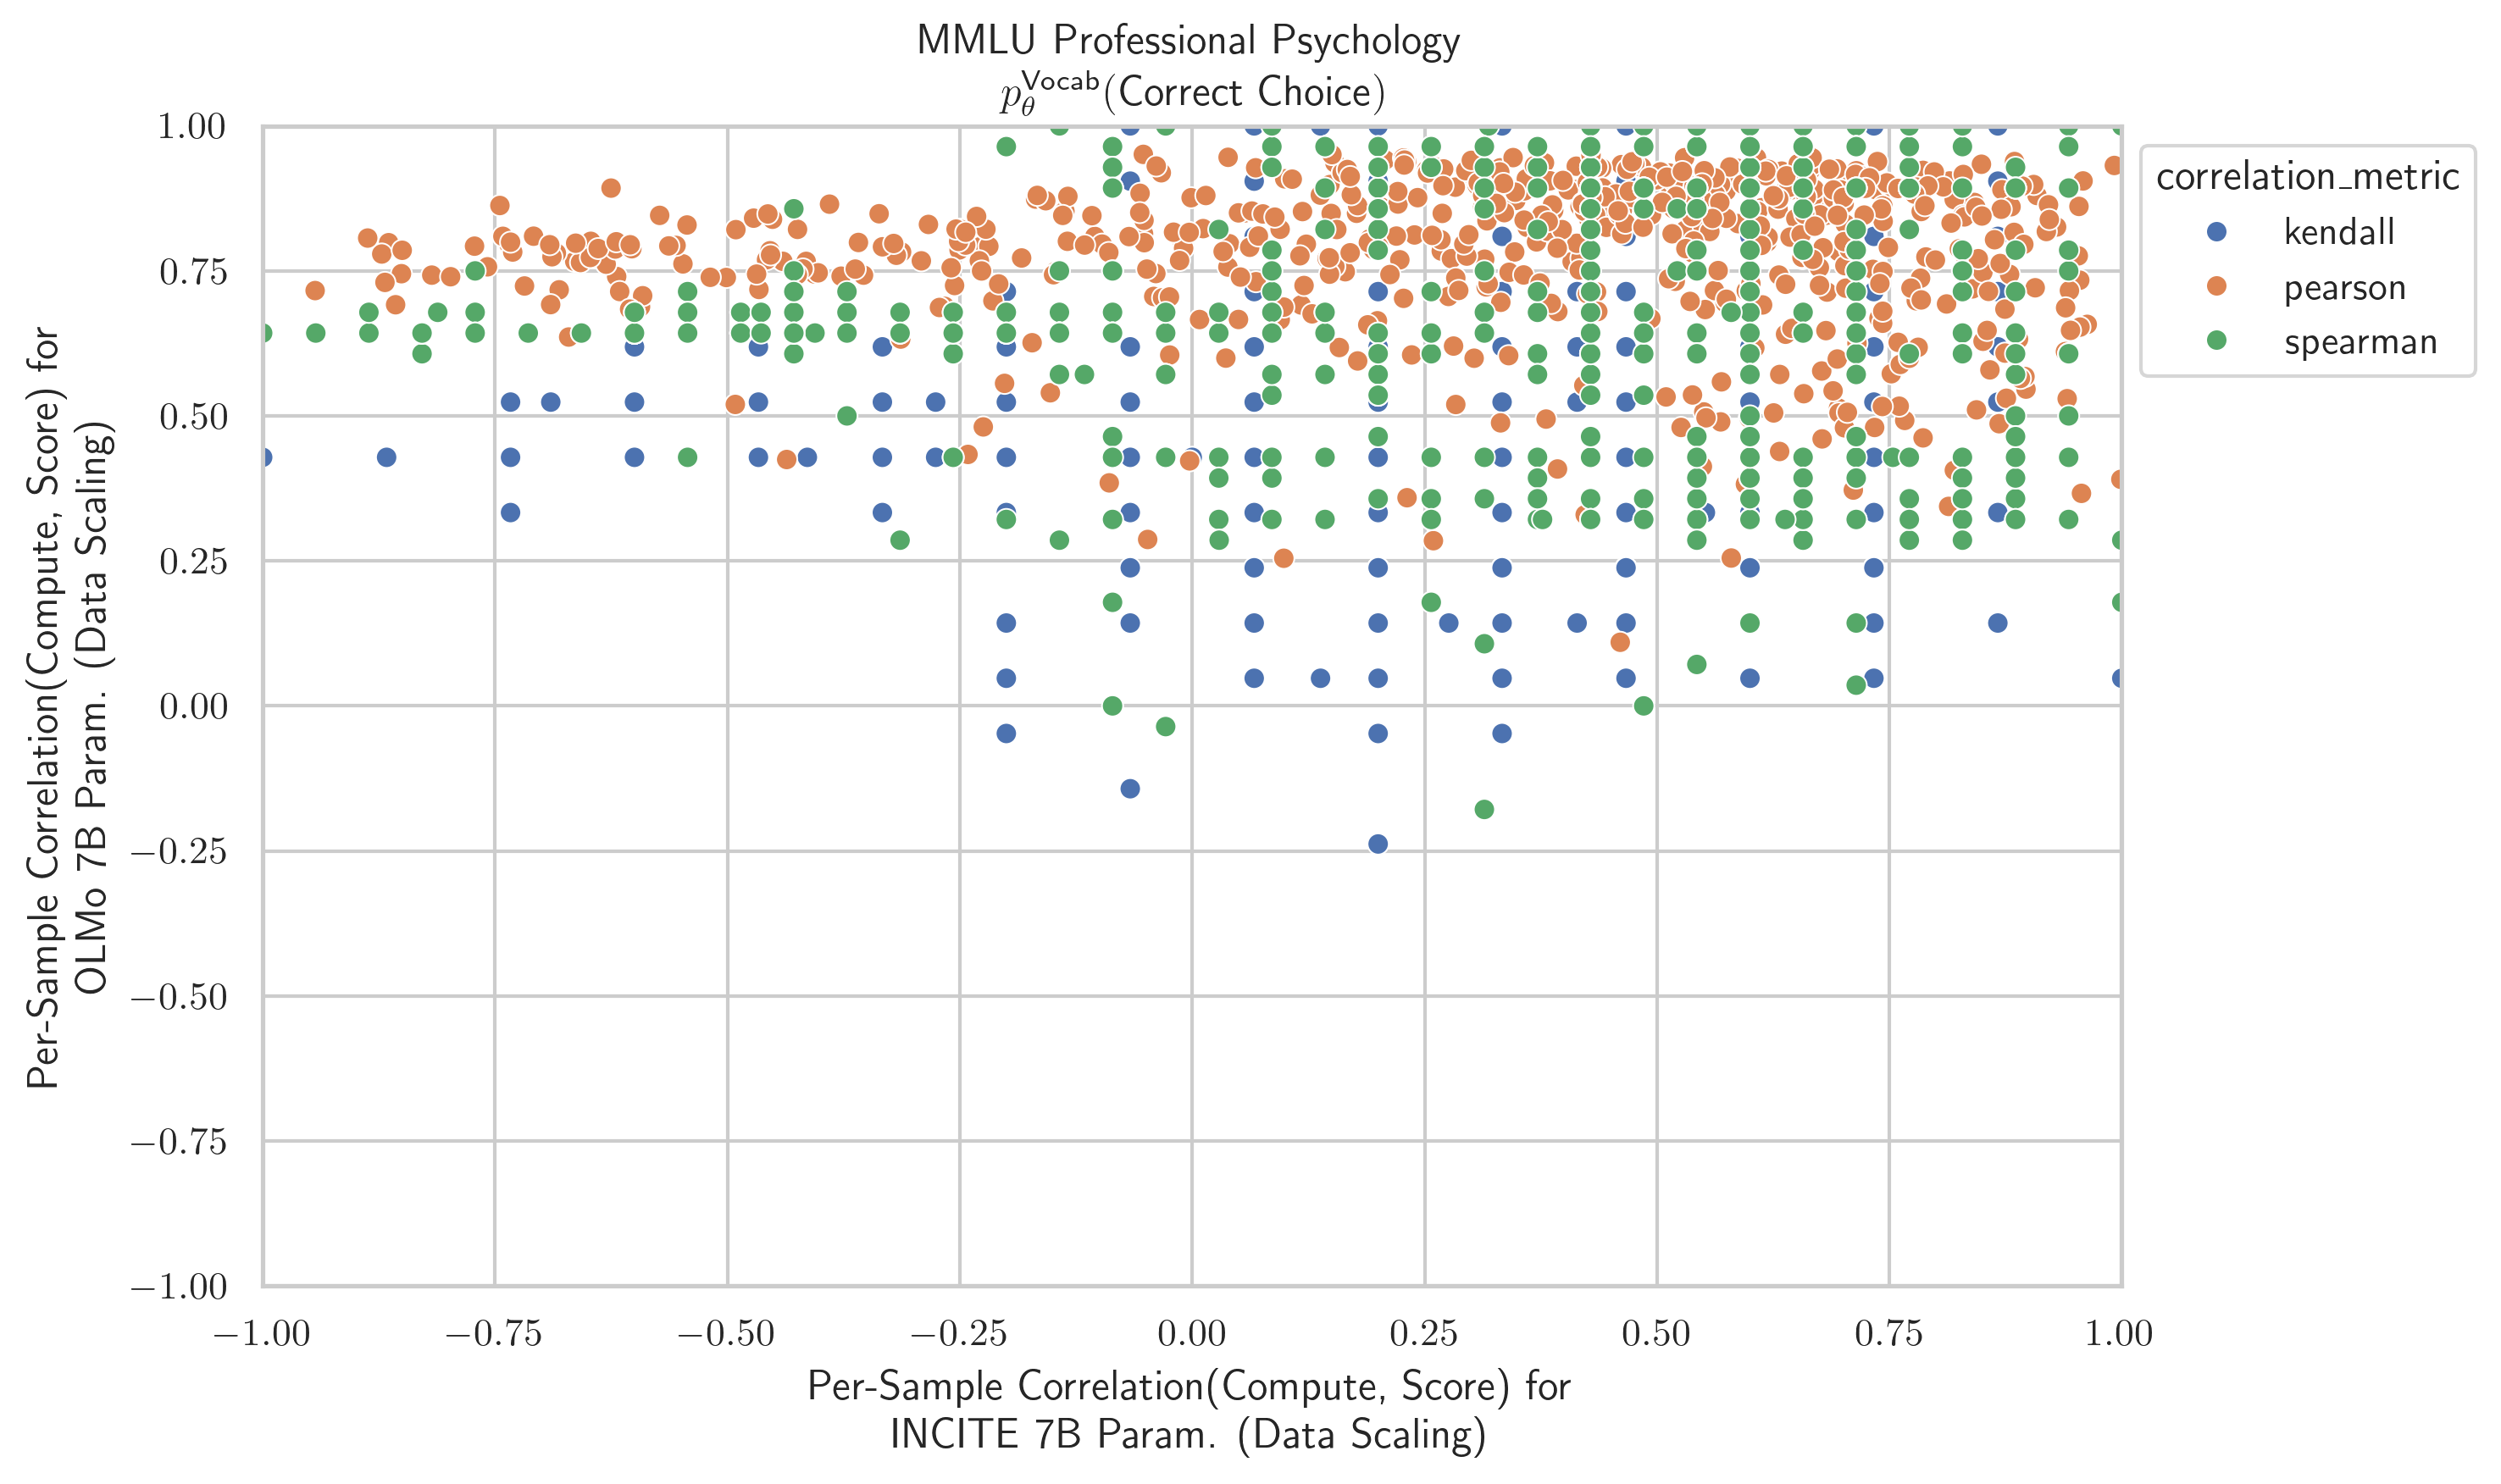 MMLU Professional Psychology
p_θ^Vocab(Correct Choice)
1.00
0.75
0.50
0.25
0.00
−0.25
−0.50
−0.75
−1.00
Per-Sample Correlation(Compute, Score) for
OLMo 7B Param. (Data Scaling)
correlation_metric
kendall
pearson
spearman
−1.00 −0.75 −0.50 −0.25 0.00 0.25 0.50 0.75 1.00
Per-Sample Correlation(Compute, Score) for
INCITE 7B Param. (Data Scaling)